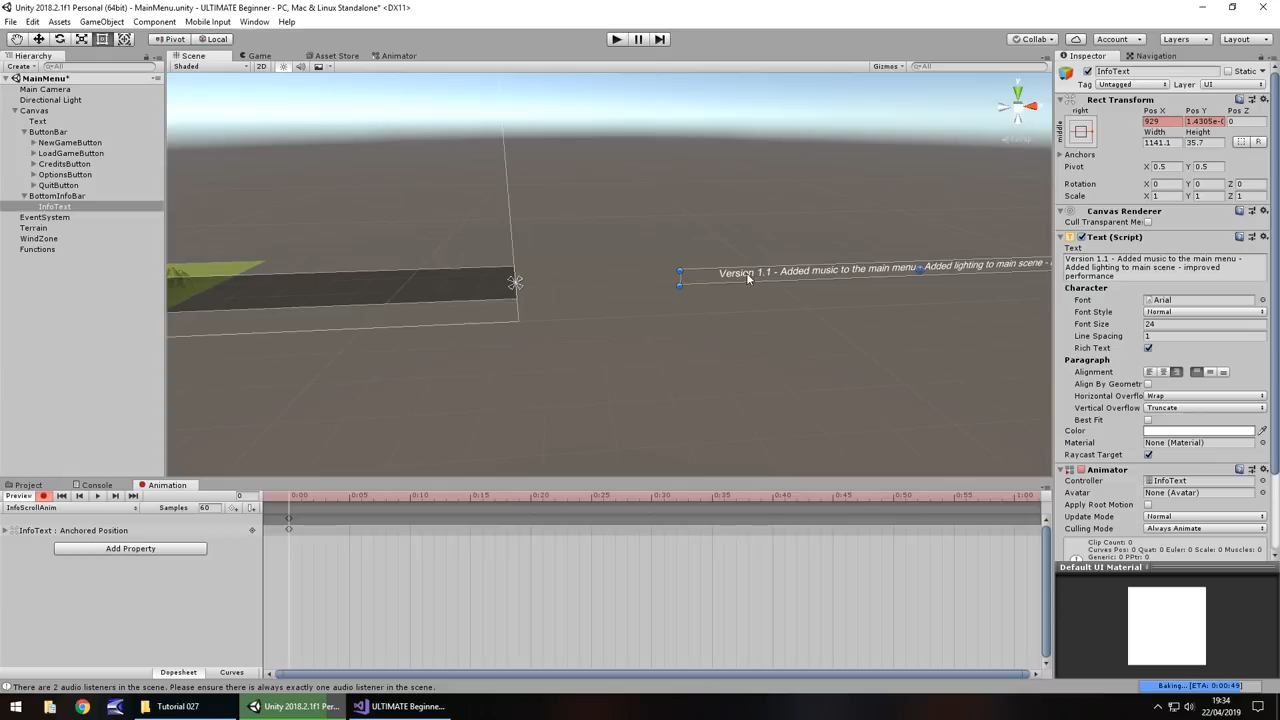 Unity 2018.2.1f1 Personal (64bit) - MainMenu.unity - ULTIMATE Beginner - PC, Mac & Linux Standalone* <DX11>
File Edit Assets GameObject Component Mobile Input Window Help
Pivot Local Collab Account Layers Layout
Hierarchy Scene Game Asset Store Animator Inspector Navigation
Create All Shaded 2D Gizmos All
MainMenu*
Main Camera
Directional Light
Canvas
Text
ButtonBar
NewGameButton
LoadGameButton
CreditsButton
OptionsButton
QuitButton
BottomInfoBar
InfoText
EventSystem
Terrain
WindZone
Functions
y
Version 1.1 - Added music to the main menu - Added lighting to main scene -
InfoText Static
Tag Untagged Layer UI
Rect Transform
right Pos X Pos Y Pos Z
middle 929 1.4305e-0 0
Width Height
1141.1 35.7
R
Anchors
Pivot X 0.5 Y 0.5
Rotation X 0 Y 0 Z 0
Scale X 1 Y 1 Z 1
Canvas Renderer
Cull Transparent Me
Text (Script)
Text
Version 1.1 - Added music to the main menu -
Added lighting to main scene - improved
performance
Character
Font Arial
Font Style Normal
Font Size 24
Line Spacing 1
Rich Text
Paragraph
Alignment
Align By Geometr
Horizontal Overflo Wrap
Vertical Overflow Truncate
Best Fit
Color
Material None (Material)
Raycast Target
Animator
Controller InfoText
Avatar None (Avatar)
Apply Root Motion
Update Mode Normal
Culling Mode Always Animate
Clip Count: 0
Curves Pos: 0 Quat: 0 Euler: 0 Scale: 0 Muscles: 0
Default UI Material
Project Console Animation
Preview 0 0:00 0:05 0:10 0:15 0:20 0:25 0:30 0:35 0:40 0:45 0:50 0:55 1:00
InfoScrollAnim Samples 60
InfoText : Anchored Position
Add Property
Dopesheet Curves
There are 2 audio listeners in the scene. Please ensure there is always exactly one audio listener in the scene.
Baking... [ETA: 0:00:49]
Tutorial 027 Unity 2018.2.1f1 Per... ULTIMATE Beginne...
19:34
22/04/2019